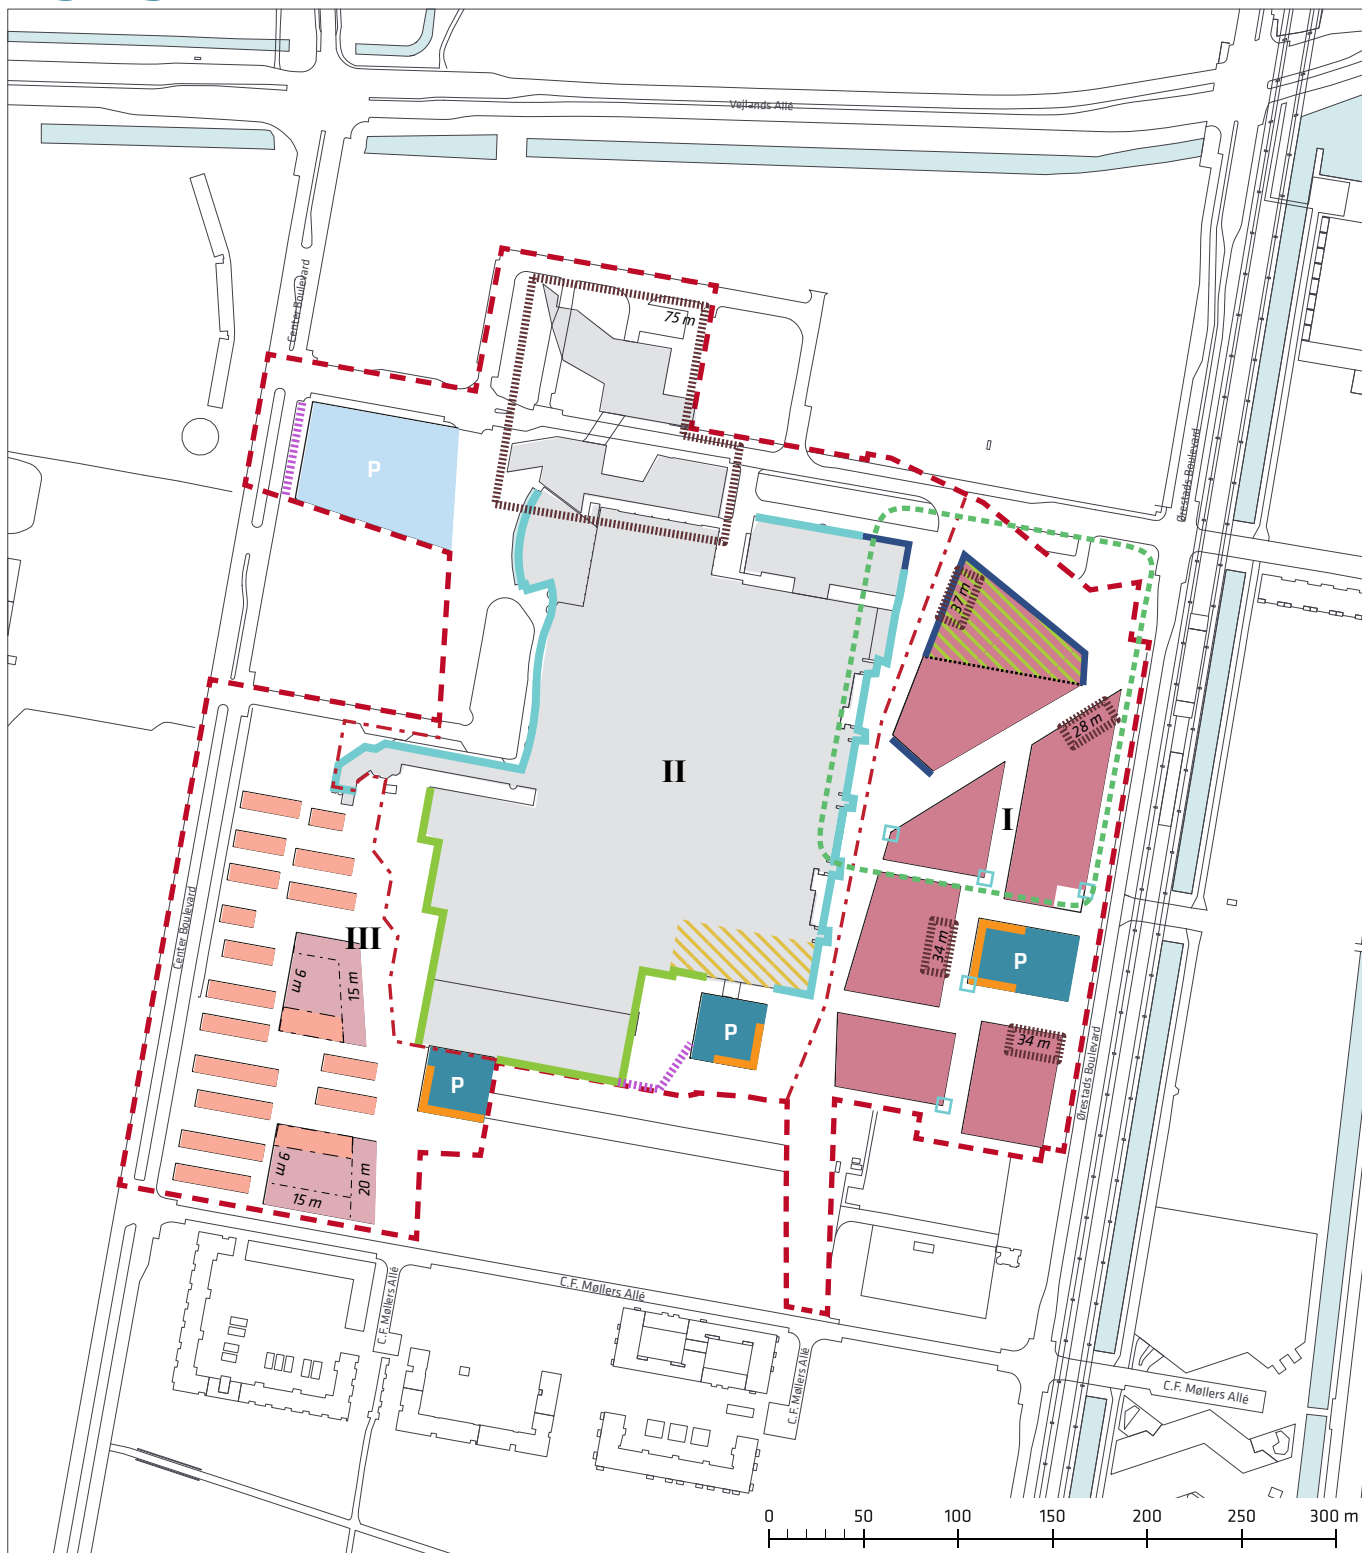 Vejlands Allé
Center Boulevard
75 m
Ørestads Boulevard
P
37 m
28 m
II
I
III
Center Boulevard
9 m
15 m
34 m
P
P
34 m
P
Ørestads Boulevard
9 m
20 m
15 m
C.F. Møllers Allé
C.F. Møllers Allé
C.F. Møllers Allé
C.F. Møllers Allé
0 50 100 150 200 250 300 m